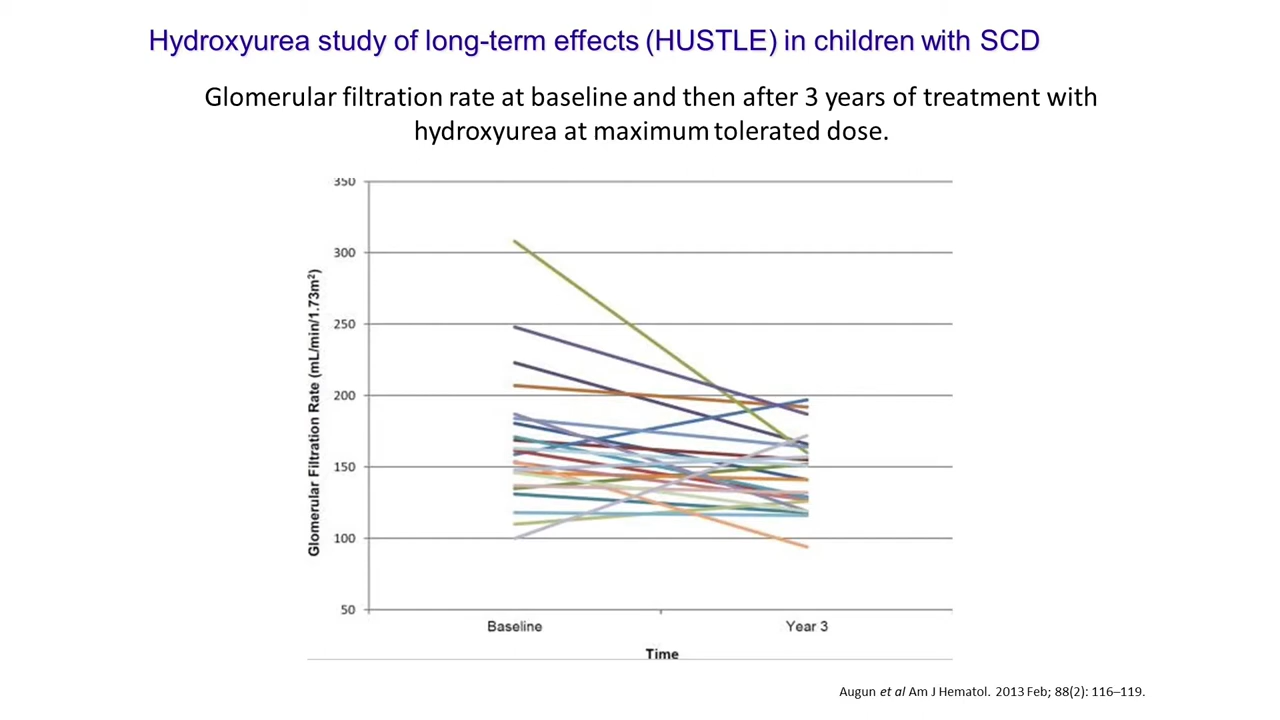 Hydroxyurea study of long-term effects (HUSTLE) in children with SCD
Glomerular filtration rate at baseline and then after 3 years of treatment with
hydroxyurea at maximum tolerated dose.
350
300
250
200
150
100
50
Glomerular Filtration Rate (mL/min/1.73m²)
Baseline
Year 3
Time
Augun et al Am J Hematol. 2013 Feb; 88(2): 116–119.